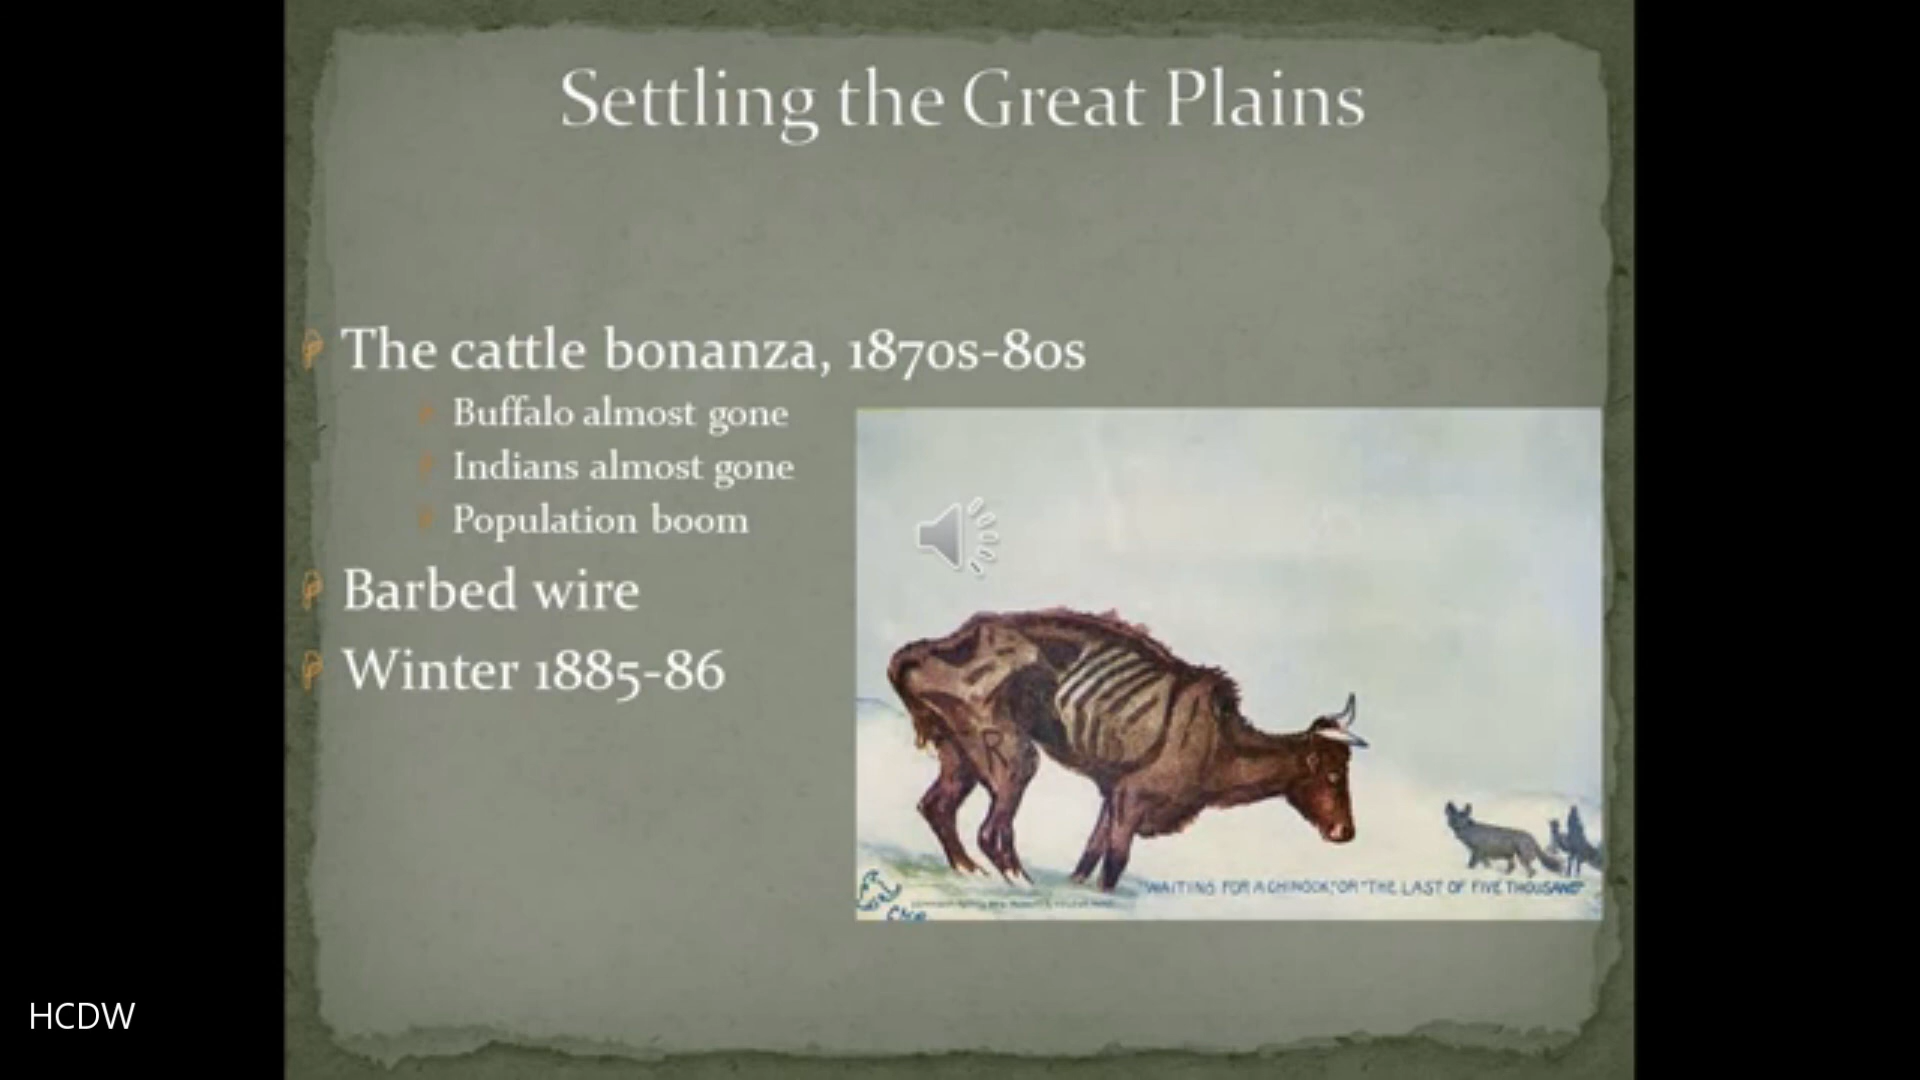 Settling the Great Plains
The cattle bonanza, 1870s-80s
Buffalo almost gone
Indians almost gone
Population boom
Barbed wire
Winter 1885-86
R
"WAITING FOR A CHINOOK," OR "THE LAST OF FIVE THOUSAND"
HCDW